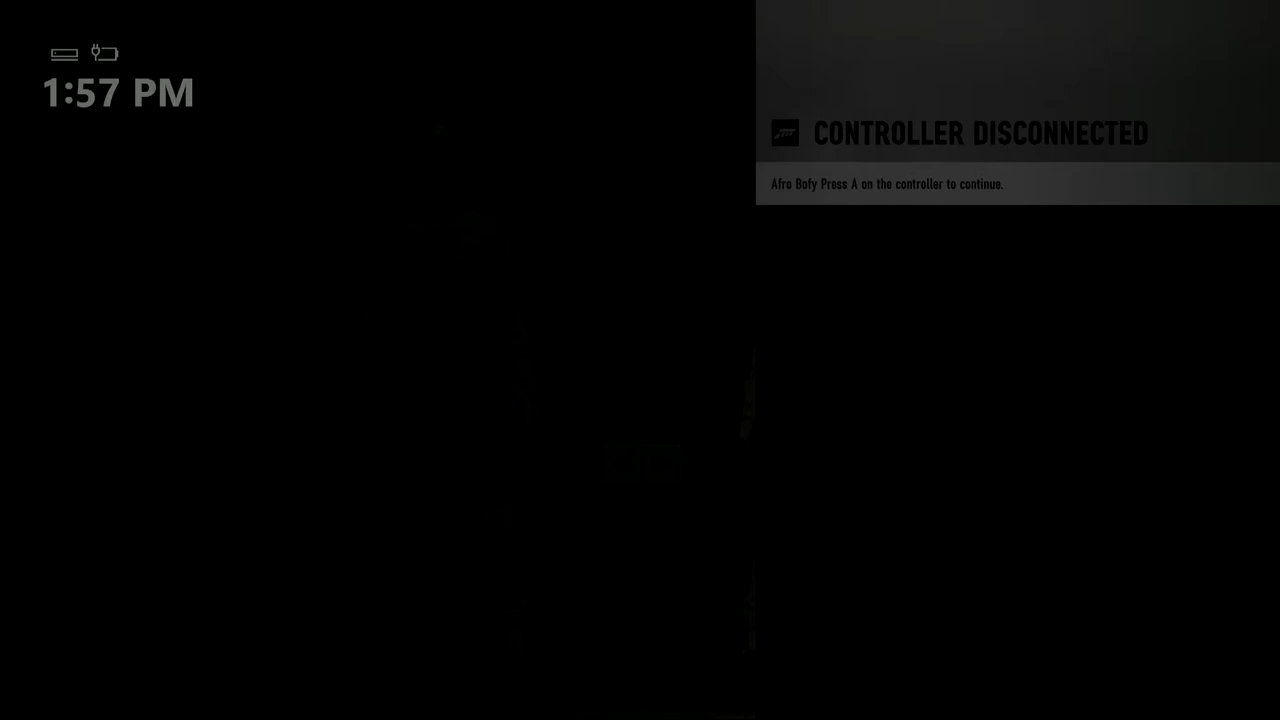 1:57 PM
CONTROLLER DISCONNECTED
Afro Bofy Press A on the controller to continue.